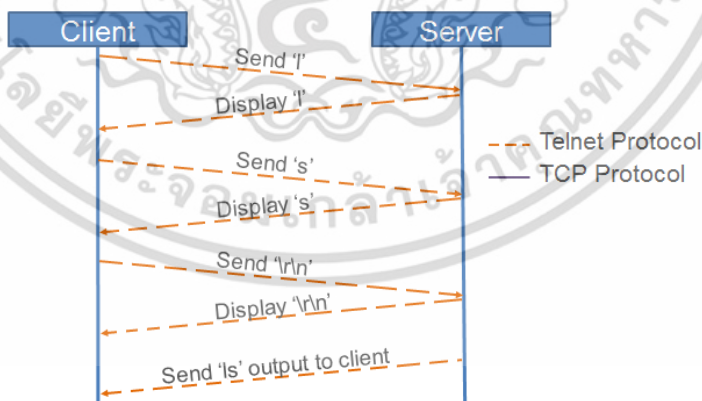 Client
Server
Send ‘l’
Display ‘l’
Telnet Protocol
Send ‘s’
TCP Protocol
Display ‘s’
Send ‘\r\n’
Display ‘\r\n’
Send ‘ls’ output to client